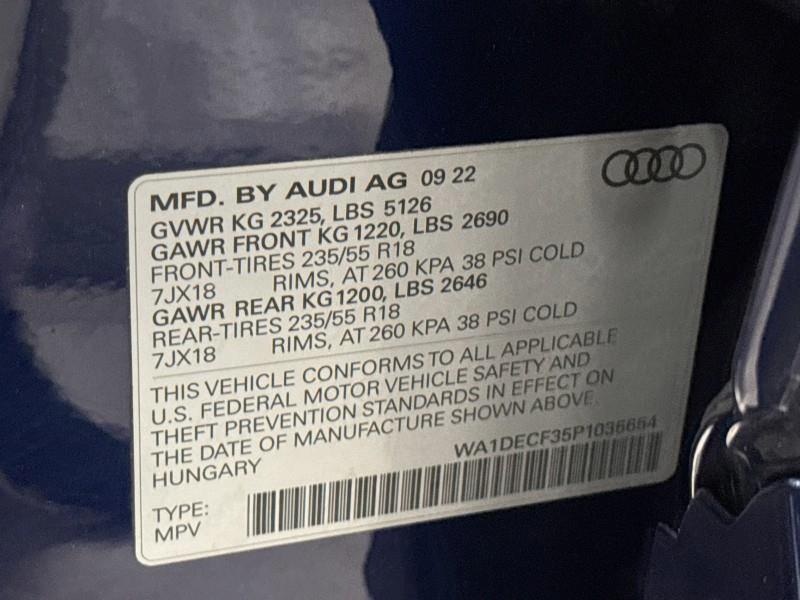 MFD. BY AUDI AG 09 22
GVWR KG 2325, LBS 5126
GAWR FRONT KG 1220, LBS 2690
FRONT-TIRES 235/55 R18
7JX18 RIMS, AT 260 KPA 38 PSI COLD
GAWR REAR KG 1200, LBS 2646
REAR-TIRES 235/55 R18
7JX18 RIMS, AT 260 KPA 38 PSI COLD
THIS VEHICLE CONFORMS TO ALL APPLICABLE
U.S. FEDERAL MOTOR VEHICLE SAFETY AND
THEFT PREVENTION STANDARDS IN EFFECT ON
THE DATE OF MANUFACTURE SHOWN ABOVE.
HUNGARY WA1DECF35P1035654
TYPE:
MPV